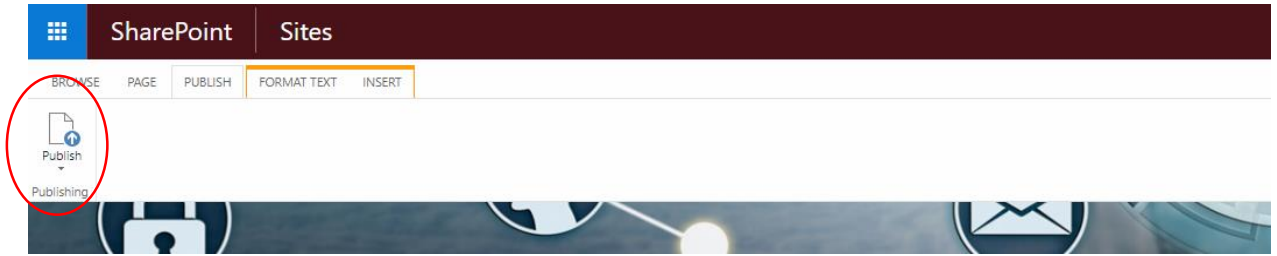 SharePoint Sites
BROWSE PAGE PUBLISH FORMAT TEXT INSERT
Publish
Publishing